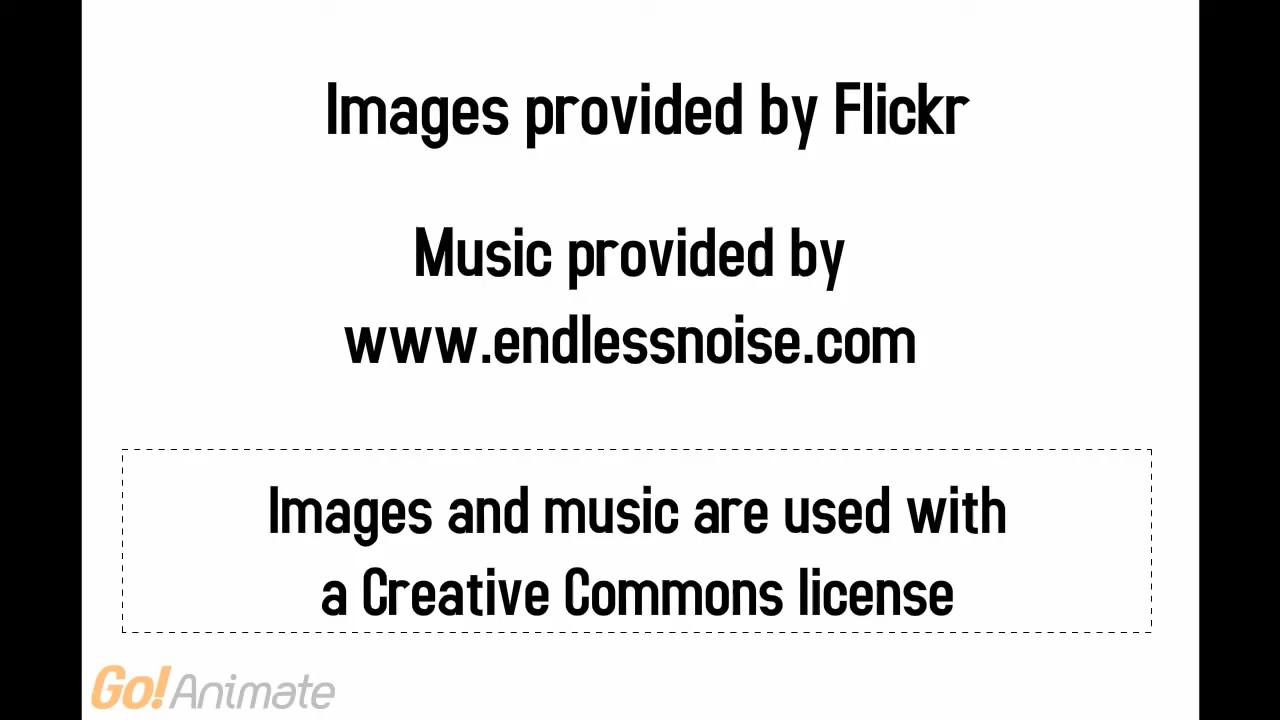 Images provided by Flickr
Music provided by
www.endlessnoise.com
Images and music are used with
a Creative Commons license
Go!Animate